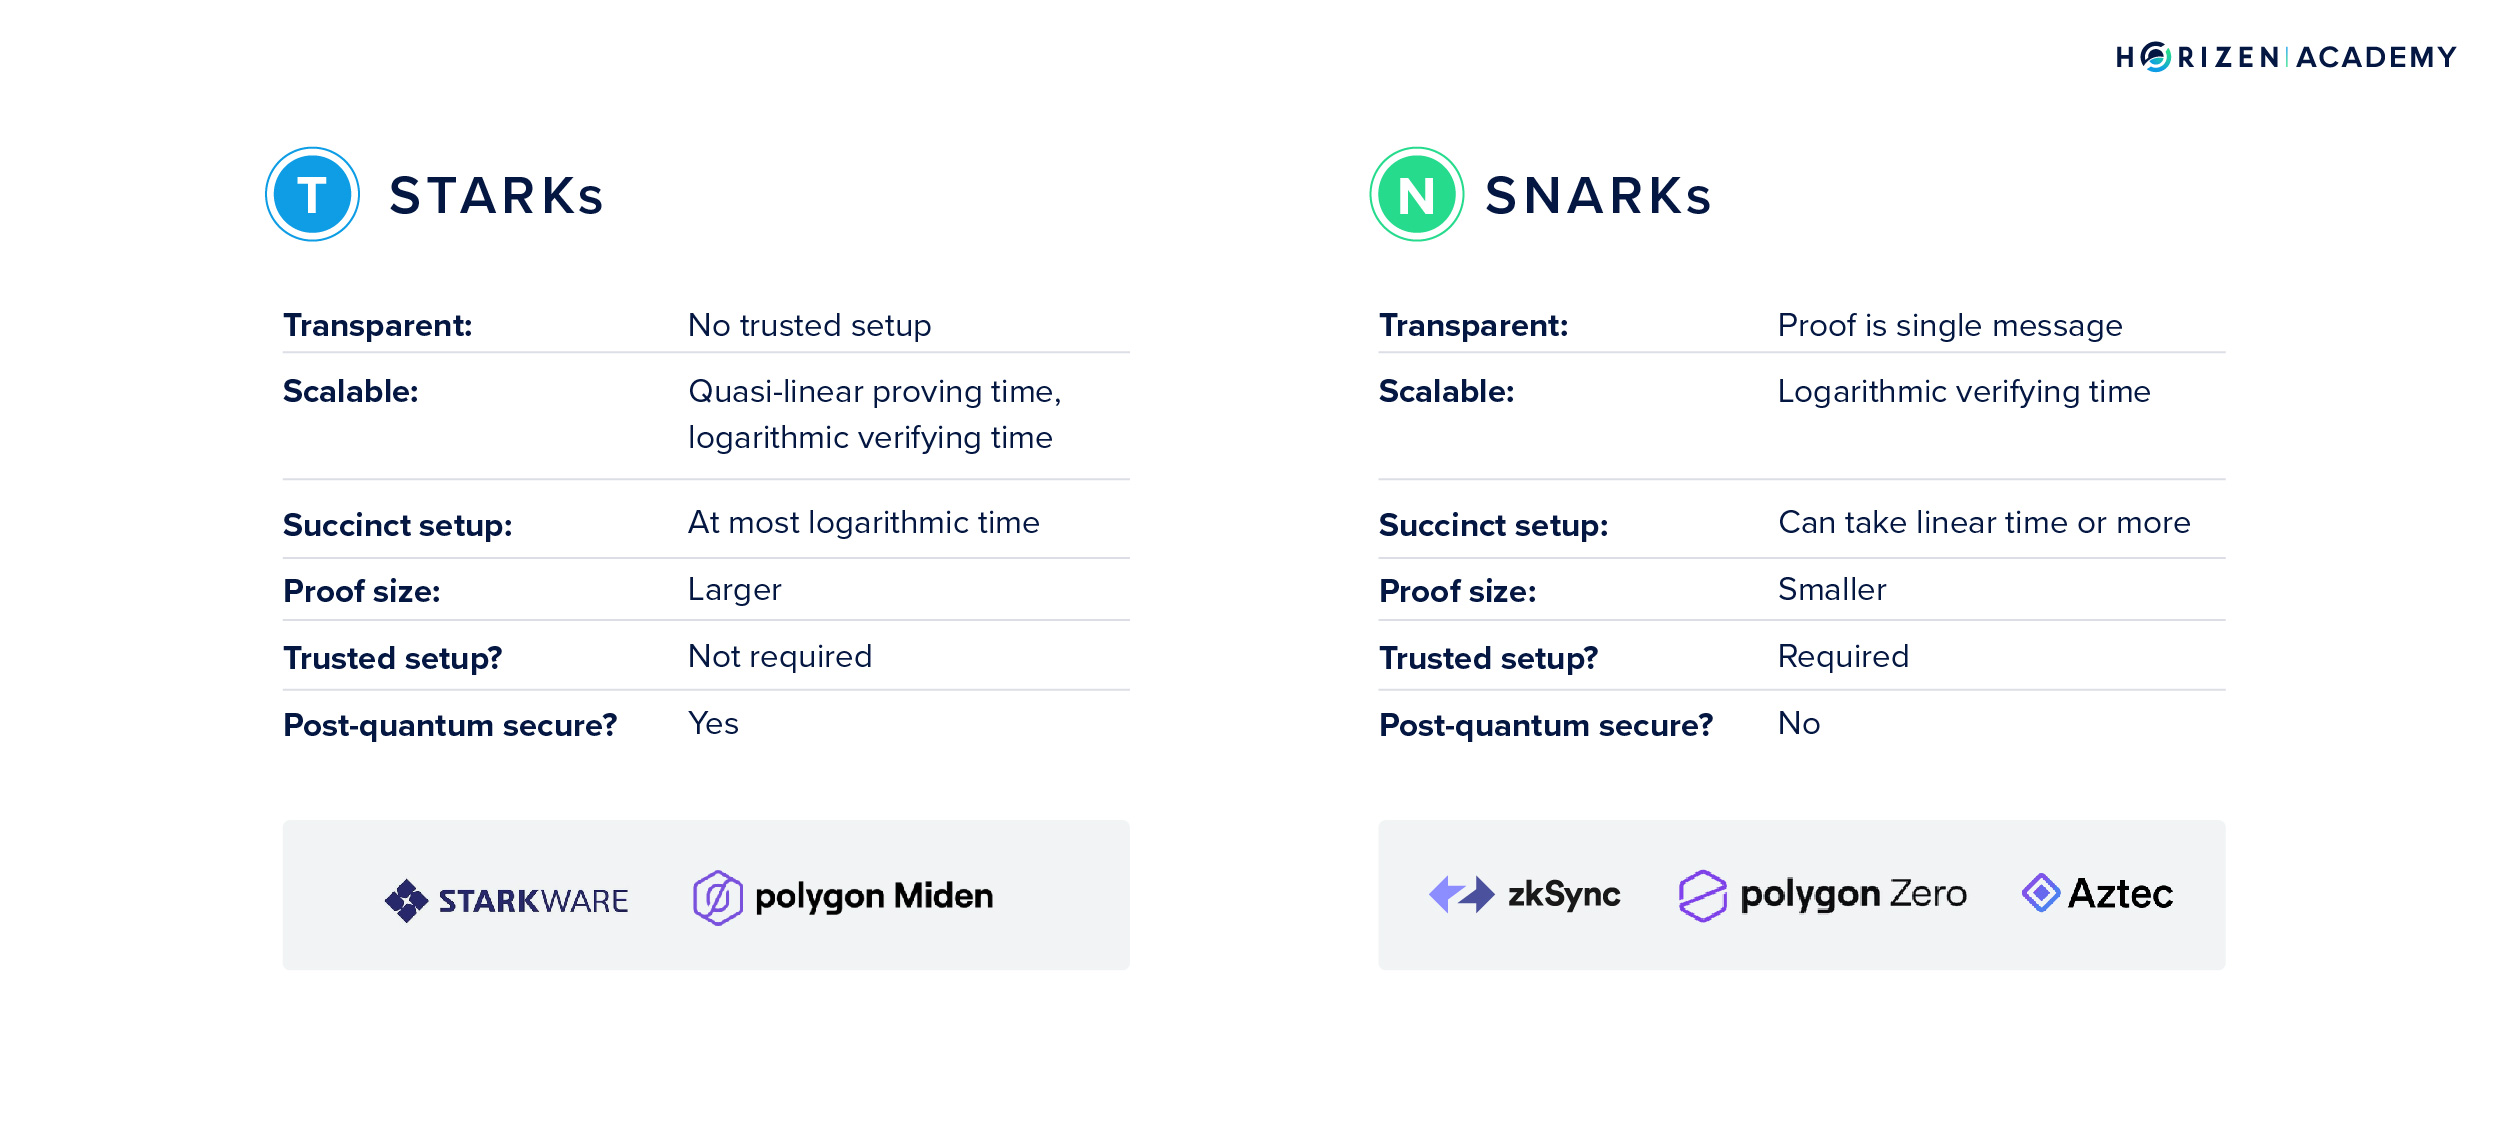 HORIZEN | ACADEMY
T STARKs
Transparent: No trusted setup
Scalable: Quasi-linear proving time,
logarithmic verifying time
Succinct setup: At most logarithmic time
Proof size: Larger
Trusted setup? Not required
Post-quantum secure? Yes
STARKWARE polygon Miden
N SNARKs
Transparent: Proof is single message
Scalable: Logarithmic verifying time
Succinct setup: Can take linear time or more
Proof size: Smaller
Trusted setup? Required
Post-quantum secure? No
zkSync polygon Zero Aztec